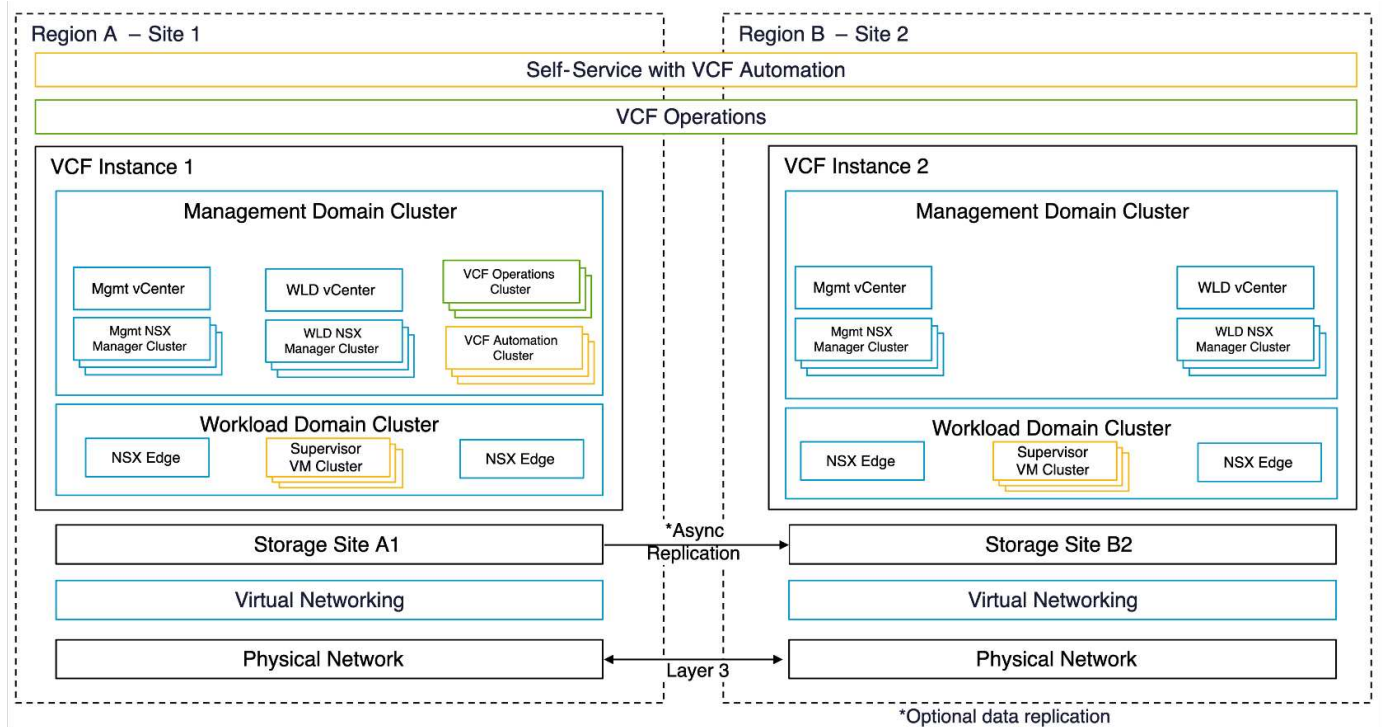 Region A – Site 1
Region B – Site 2
Self-Service with VCF Automation
VCF Operations
VCF Instance 1
Management Domain Cluster
Mgmt vCenter
WLD vCenter
VCF Operations
Cluster
Mgmt NSX
Manager Cluster
WLD NSX
Manager Cluster
VCF Automation
Cluster
Workload Domain Cluster
NSX Edge
Supervisor
VM Cluster
NSX Edge
VCF Instance 2
Management Domain Cluster
Mgmt vCenter
WLD vCenter
Mgmt NSX
Manager Cluster
WLD NSX
Manager Cluster
Workload Domain Cluster
NSX Edge
Supervisor
VM Cluster
NSX Edge
Storage Site A1
*Async
Replication
Storage Site B2
Virtual Networking
Virtual Networking
Physical Network
Layer 3
Physical Network
*Optional data replication